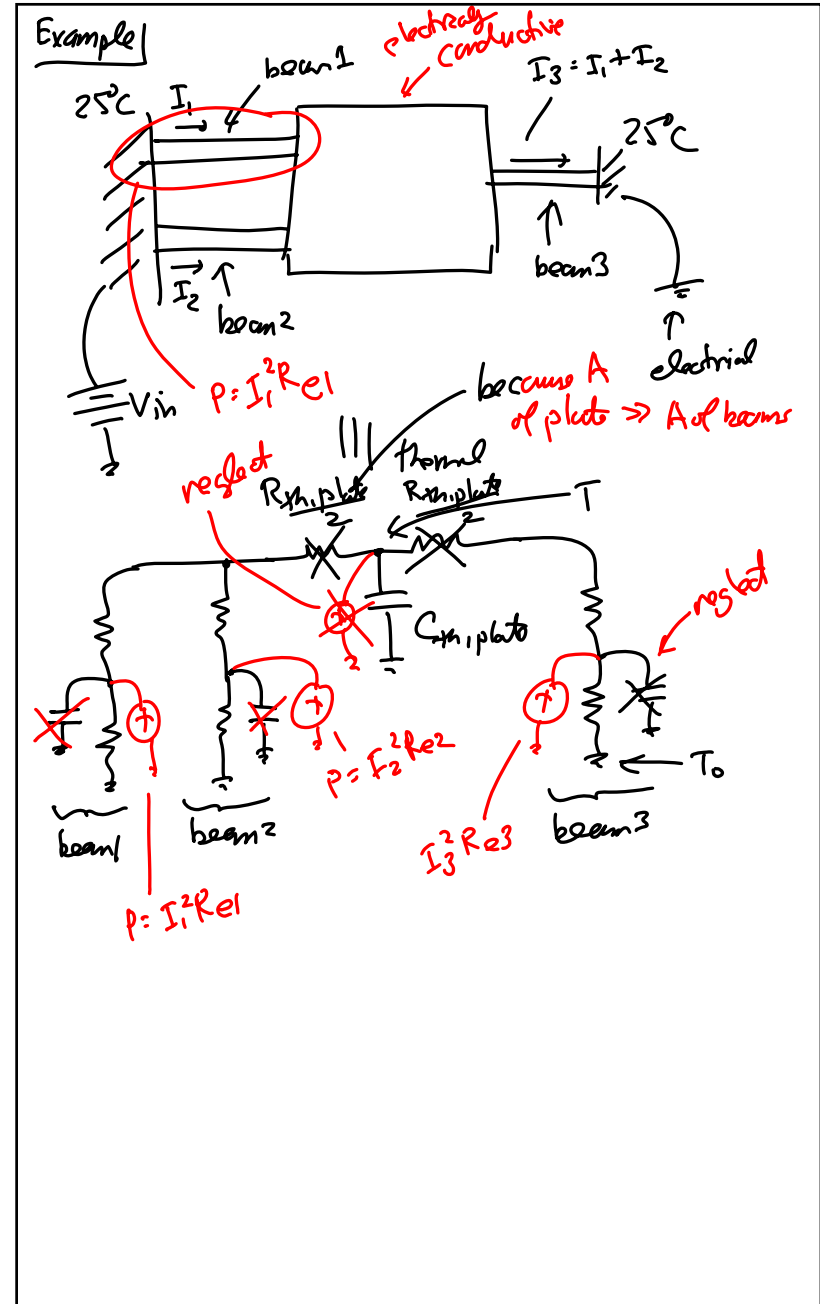 Example
electrically
conductive
beam1
I₃ = I₁ + I₂
25°C
I₁
25°C
beam3
I₂
beam2
electrial
Vin
P = I₁²Re1
because A
of plate >> A of beams
neglect
thermal
Rth,plate
2
Rth,plate
2
T
neglect
Cth,plate
P = I₂²Re2
T₀
beam1
beam2
beam3
I₃²Re3
P = I₁²Re1